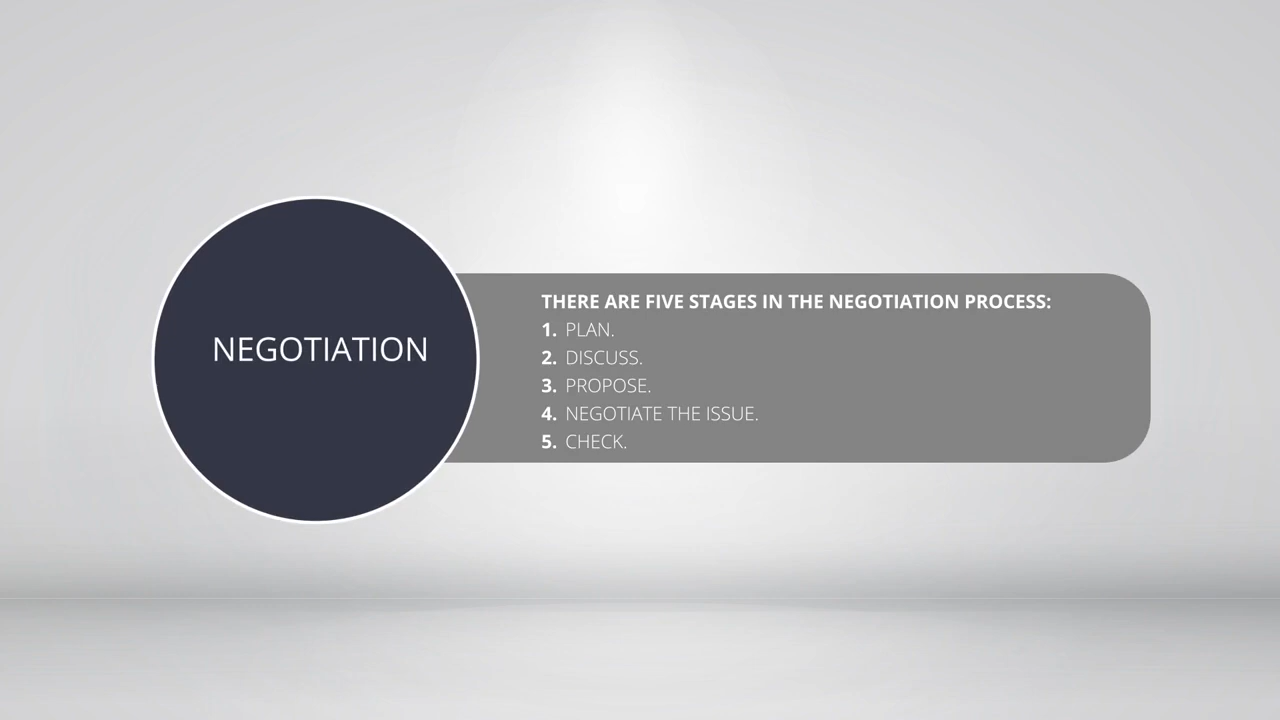 NEGOTIATION
THERE ARE FIVE STAGES IN THE NEGOTIATION PROCESS:
1. PLAN.
2. DISCUSS.
3. PROPOSE.
4. NEGOTIATE THE ISSUE.
5. CHECK.